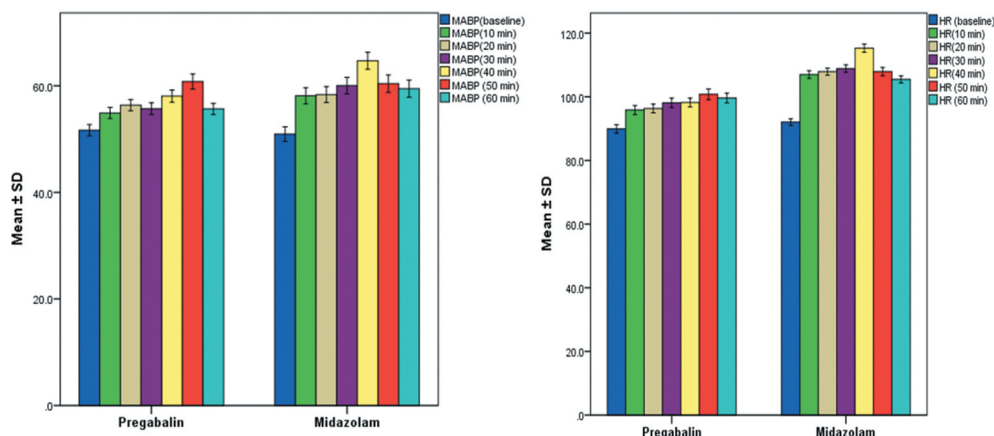 MABP(baseline)
MABP(10 min)
MABP(20 min)
MABP(30 min)
MABP(40 min)
MABP (50 min)
MABP (60 min)
Mean ± SD
60.0
40.0
20.0
.0
Pregabalin Midazolam
HR (baseline)
HR (10 min)
HR(20 min)
HR(30 min)
HR(40 min)
HR (50 min)
HR (60 min)
Mean ± SD
120.0
100.0
80.0
60.0
40.0
20.0
.0
Pregabalin Midazolam